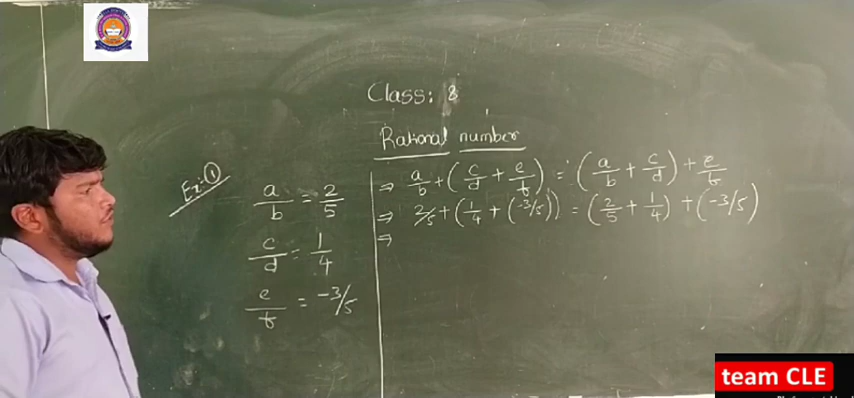 Class: 8
Rational number
Ex: ①
a/b = 2/5
c/d = 1/4
e/f = -3/5
⇒ a/b + (c/d + e/f) = (a/b + c/d) + e/f
⇒ 2/5 + (1/4 + (-3/5)) = (2/5 + 1/4) + (-3/5)
⇒
team CLE